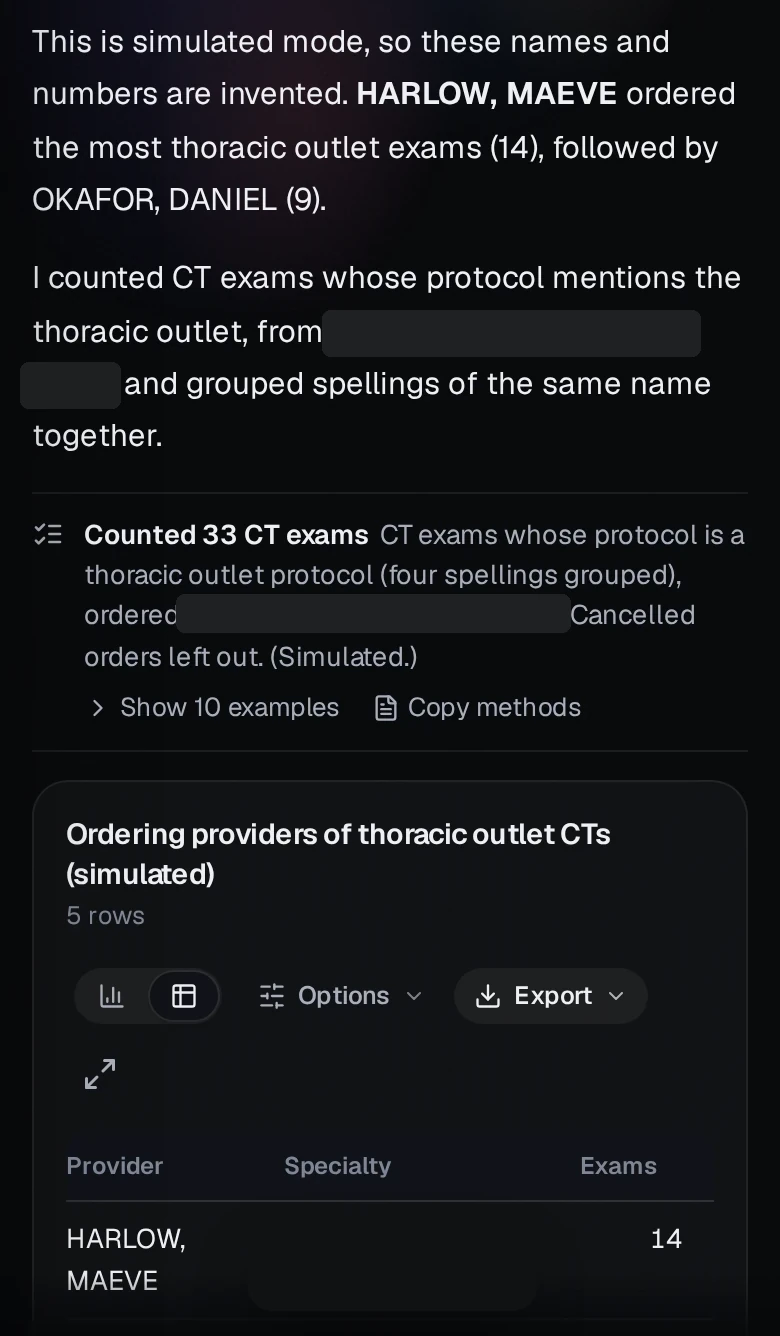 This is simulated mode, so these names and
numbers are invented. HARLOW, MAEVE ordered
the most thoracic outlet exams (14), followed by
OKAFOR, DANIEL (9).
I counted CT exams whose protocol mentions the
thoracic outlet, from
and grouped spellings of the same name
together.
Counted 33 CT exams CT exams whose protocol is a
thoracic outlet protocol (four spellings grouped),
ordered Cancelled
orders left out. (Simulated.)
Show 10 examples Copy methods
Ordering providers of thoracic outlet CTs
(simulated)
5 rows
Options Export
Provider Specialty Exams
HARLOW, 14
MAEVE